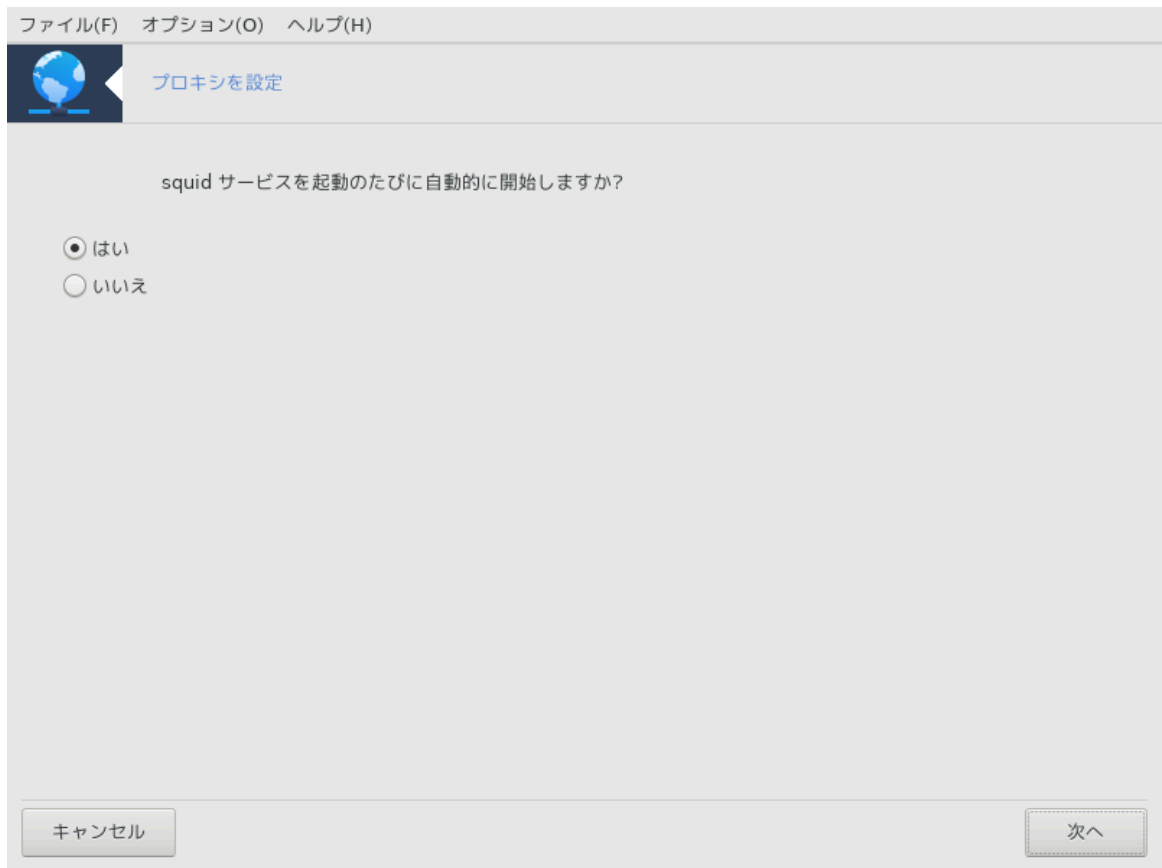 ファイル(F) オプション(O) ヘルプ(H)
プロキシを設定
squid サービスを起動のたびに自動的に開始しますか?
はい
いいえ
キャンセル 次へ